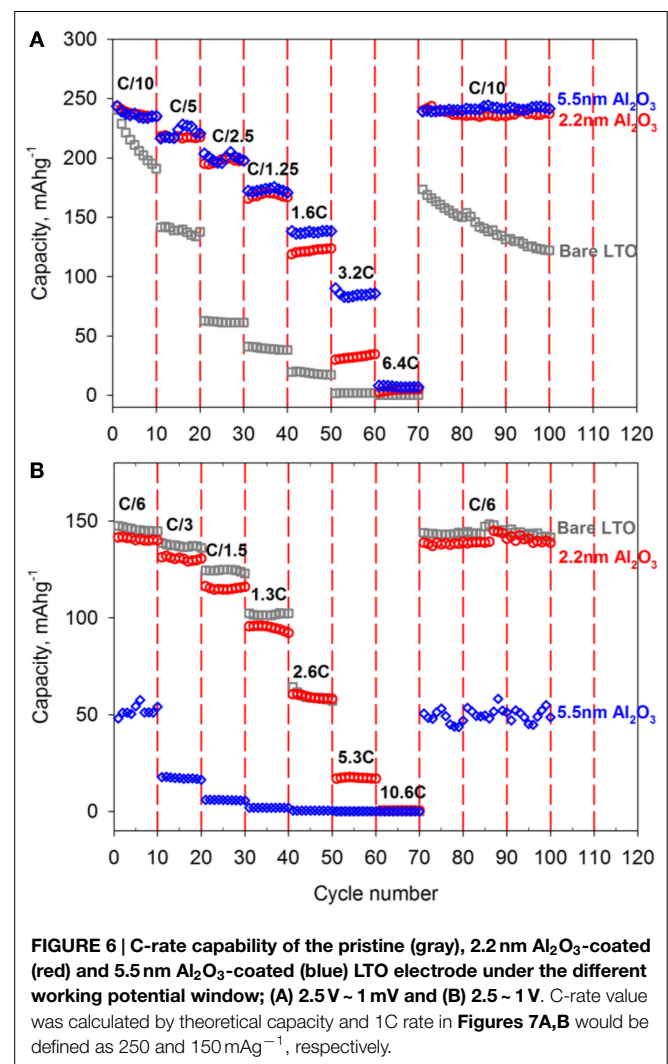 A
300
250
200
150
100
50
0
Capacity, mAhg-1
C/10
C/5
C/2.5
C/1.25
1.6C
3.2C
6.4C
C/10
5.5nm Al2O3
2.2nm Al2O3
Bare LTO
0 10 20 30 40 50 60 70 80 90 100 110 120
B
150
100
50
0
Capacity, mAhg-1
C/6
C/3
C/1.5
1.3C
2.6C
5.3C
10.6C
C/6
Bare LTO
2.2nm Al2O3
5.5nm Al2O3
0 10 20 30 40 50 60 70 80 90 100 110 120
Cycle number
FIGURE 6 | C-rate capability of the pristine (gray), 2.2 nm Al2O3-coated
(red) and 5.5 nm Al2O3-coated (blue) LTO electrode under the different
working potential window; (A) 2.5 V ~ 1 mV and (B) 2.5 ~ 1 V. C-rate value
was calculated by theoretical capacity and 1C rate in Figures 7A,B would be
defined as 250 and 150 mAg−1, respectively.